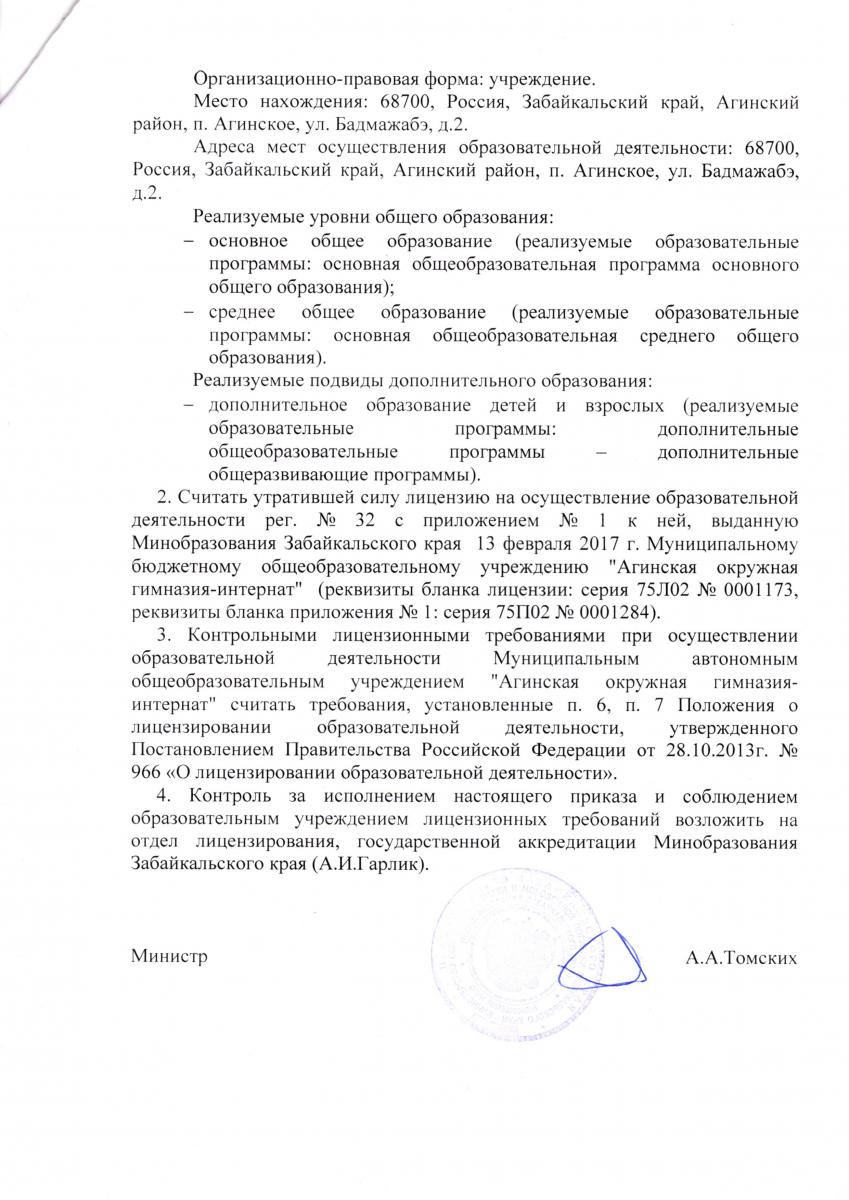 Организационно-правовая форма: учреждение.
Место нахождения: 68700, Россия, Забайкальский край, Агинский
район, п. Агинское, ул. Бадмажабэ, д.2.
Адреса мест осуществления образовательной деятельности: 68700,
Россия, Забайкальский край, Агинский район, п. Агинское, ул. Бадмажабэ,
д.2.
Реализуемые уровни общего образования:
– основное общее образование (реализуемые образовательные
программы: основная общеобразовательная программа основного
общего образования);
– среднее общее образование (реализуемые образовательные
программы: основная общеобразовательная среднего общего
образования).
Реализуемые подвиды дополнительного образования:
– дополнительное образование детей и взрослых (реализуемые
образовательные программы: дополнительные
общеобразовательные программы – дополнительные
общеразвивающие программы).
2. Считать утратившей силу лицензию на осуществление образовательной
деятельности рег. № 32 с приложением № 1 к ней, выданную
Минобразования Забайкальского края 13 февраля 2017 г. Муниципальному
бюджетному общеобразовательному учреждению "Агинская окружная
гимназия-интернат" (реквизиты бланка лицензии: серия 75Л02 № 0001173,
реквизиты бланка приложения № 1: серия 75П02 № 0001284).
3. Контрольными лицензионными требованиями при осуществлении
образовательной деятельности Муниципальным автономным
общеобразовательным учреждением "Агинская окружная гимназия-
интернат" считать требования, установленные п. 6, п. 7 Положения о
лицензировании образовательной деятельности, утвержденного
Постановлением Правительства Российской Федерации от 28.10.2013г. №
966 «О лицензировании образовательной деятельности».
4. Контроль за исполнением настоящего приказа и соблюдением
образовательным учреждением лицензионных требований возложить на
отдел лицензирования, государственной аккредитации Минобразования
Забайкальского края (А.И.Гарлик).
Министр А.А.Томских